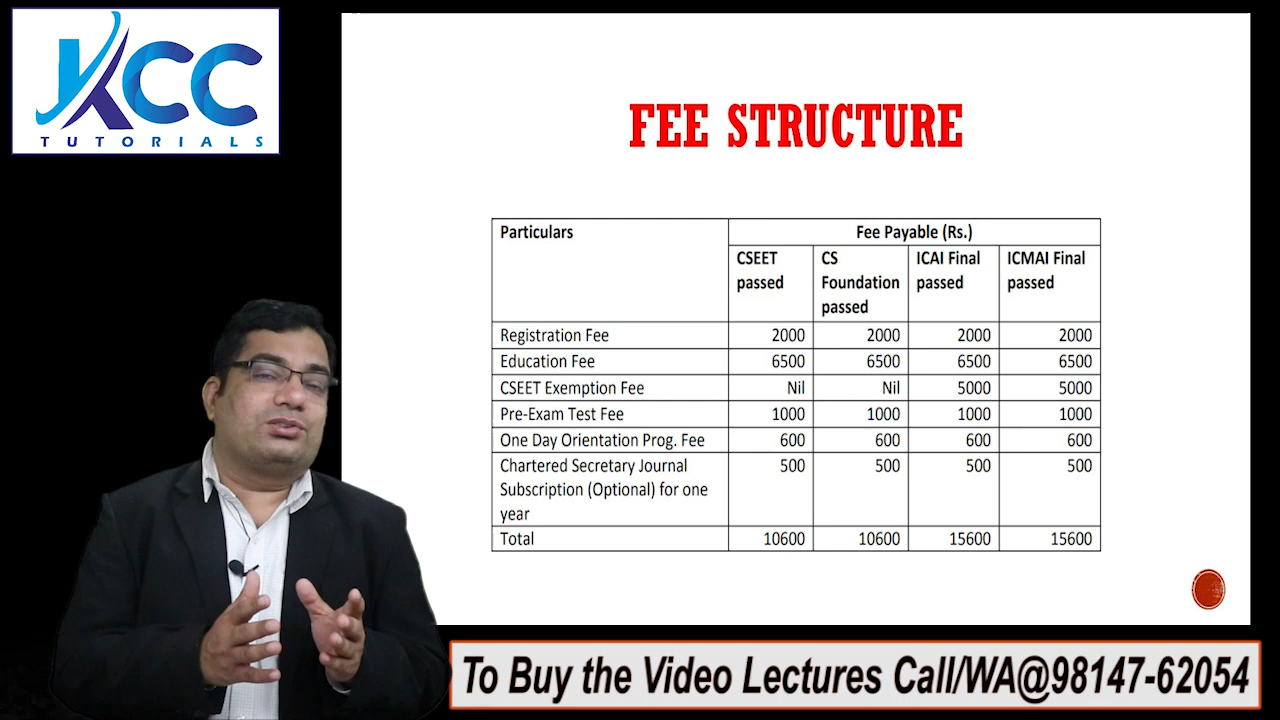 KCC
TUTORIALS
FEE STRUCTURE
Particulars Fee Payable (Rs.)
CSEET passed CS Foundation passed ICAI Final passed ICMAI Final passed
Registration Fee 2000 2000 2000 2000
Education Fee 6500 6500 6500 6500
CSEET Exemption Fee Nil Nil 5000 5000
Pre-Exam Test Fee 1000 1000 1000 1000
One Day Orientation Prog. Fee 600 600 600 600
Chartered Secretary Journal 500 500 500 500
Subscription (Optional) for one
year
Total 10600 10600 15600 15600
To Buy the Video Lectures Call/WA@98147-62054